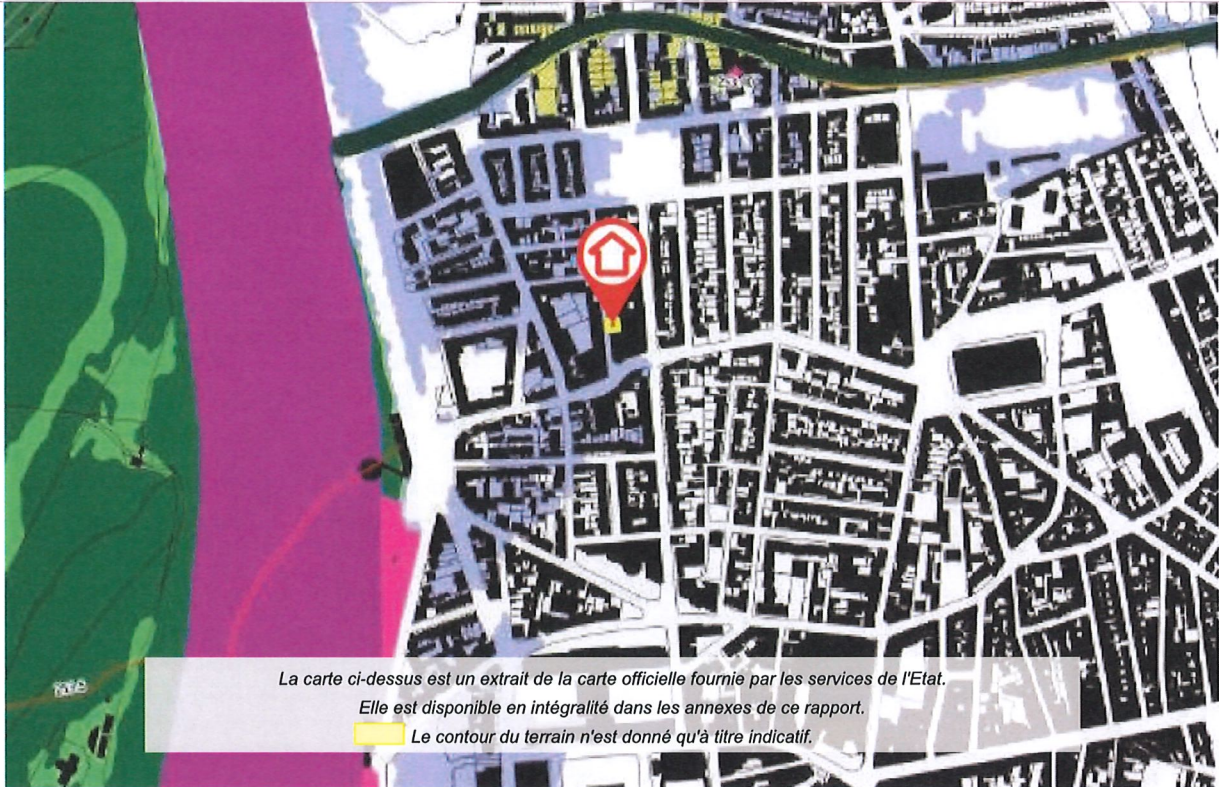 La carte ci-dessus est un extrait de la carte officielle fournie par les services de l'Etat.
Elle est disponible en intégralité dans les annexes de ce rapport.
Le contour du terrain n'est donné qu'à titre indicatif.